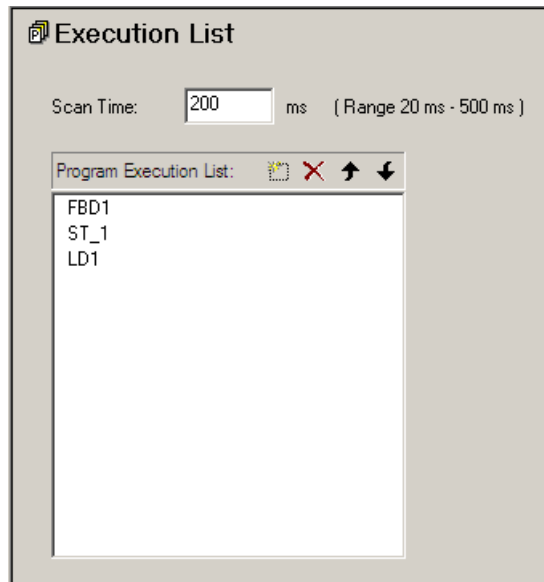 Execution List
Scan Time: 200 ms ( Range 20 ms - 500 ms )
Program Execution List:
FBD1
ST_1
LD1